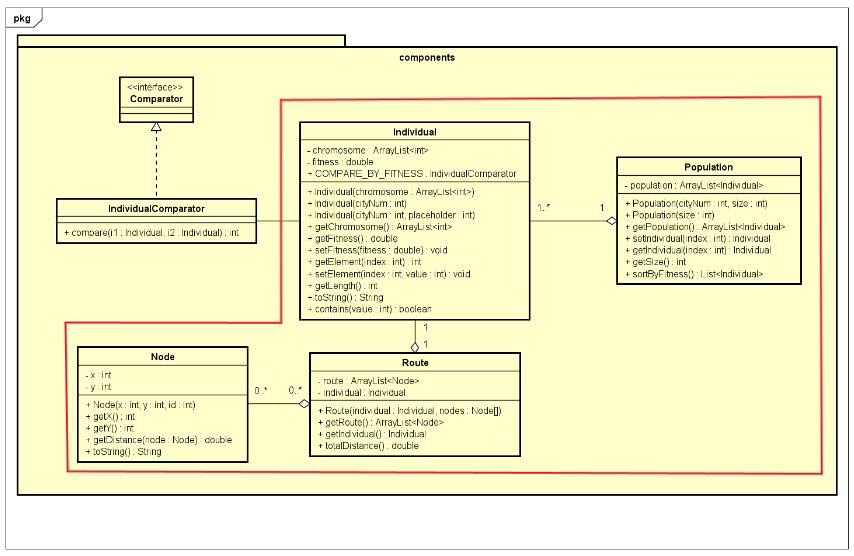 pkg
components
<<interface>>
Comparator
IndividualComparator
+ compare(i1 : Individual, i2 : Individual) : int
Individual
- chromosome : ArrayList<int>
- fitness : double
+ COMPARE_BY_FITNESS : IndividualComparator
+ Individual(chromosome : ArrayList<int>)
+ Individual(cityNum : int)
+ Individual(cityNum : int, placeholder : int)
+ getChromosome() : ArrayList<int>
+ getFitness() : double
+ setFitness(fitness : double) : void
+ getElement(index : int) : int
+ setElement(index : int, value : int) : void
+ getLength() : int
+ toString() : String
+ contains(value : int) : boolean
1..*
1
Population
- population : ArrayList<Individual>
+ Population(cityNum : int, size : int)
+ Population(size : int)
+ getPopulation() : ArrayList<Individual>
+ setIndividual(index : int) : Individual
+ getIndividual(index : int) : Individual
+ getSize() : int
+ sortByFitness() : List<Individual>
1
1
Node
- x : int
- y : int
+ Node(x : int, y : int, id : int)
+ getX() : int
+ getY() : int
+ getDistance(node : Node) : double
+ toString() : String
0..*
0..*
Route
- route : ArrayList<Node>
- individual : Individual
+ Route(individual : Individual, nodes : Node[])
+ getRoute() : ArrayList<Node>
+ getIndividual() : Individual
+ totalDistance() : double